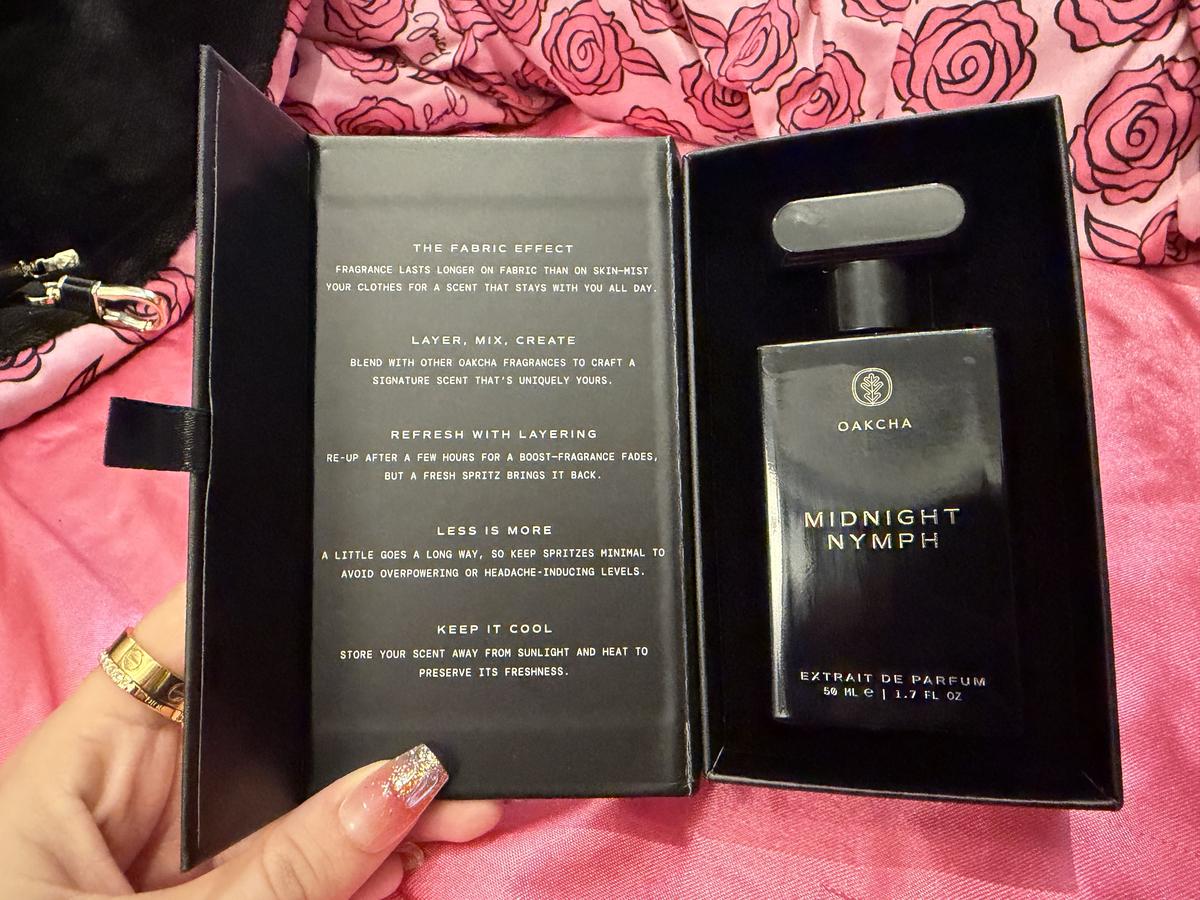 THE FABRIC EFFECT
FRAGRANCE LASTS LONGER ON FABRIC THAN ON SKIN—MIST
YOUR CLOTHES FOR A SCENT THAT STAYS WITH YOU ALL DAY.
LAYER, MIX, CREATE
BLEND WITH OTHER OAKCHA FRAGRANCES TO CRAFT A
SIGNATURE SCENT THAT'S UNIQUELY YOURS.
REFRESH WITH LAYERING
RE-UP AFTER A FEW HOURS FOR A BOOST—FRAGRANCE FADES,
BUT A FRESH SPRITZ BRINGS IT BACK.
LESS IS MORE
A LITTLE GOES A LONG WAY, SO KEEP SPRITZES MINIMAL TO
AVOID OVERPOWERING OR HEADACHE-INDUCING LEVELS.
KEEP IT COOL
STORE YOUR SCENT AWAY FROM SUNLIGHT AND HEAT TO
PRESERVE ITS FRESHNESS.
OAKCHA
MIDNIGHT
NYMPH
EXTRAIT DE PARFUM
50 ML e | 1.7 FL OZ